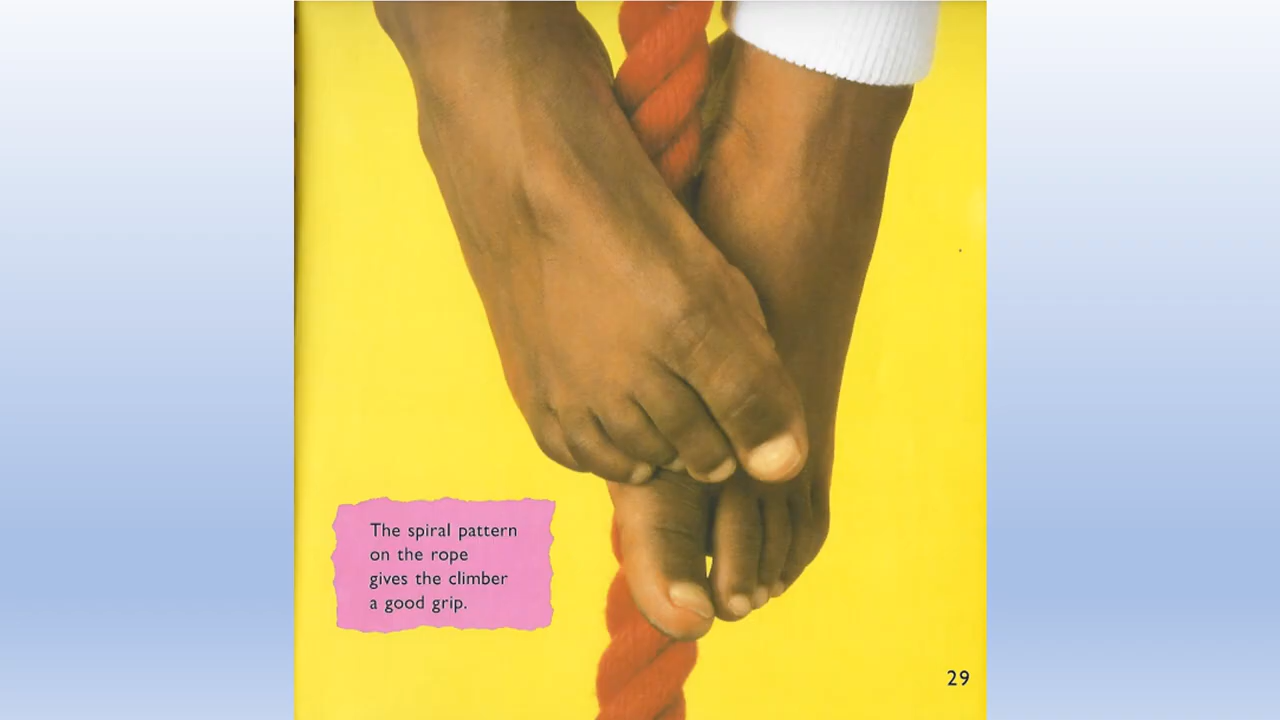 The spiral pattern
on the rope
gives the climber
a good grip.
29